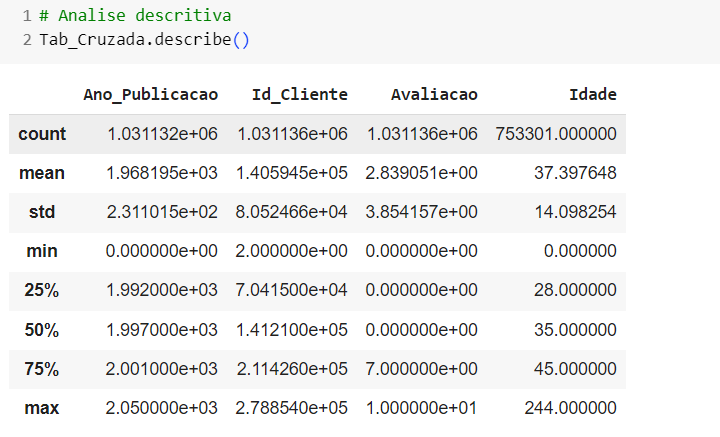 1 # Analise descritiva
2 Tab_Cruzada.describe()
Ano_Publicacao Id_Cliente Avaliacao Idade
count 1.031132e+06 1.031136e+06 1.031136e+06 753301.000000
mean 1.968195e+03 1.405945e+05 2.839051e+00 37.397648
std 2.311015e+02 8.052466e+04 3.854157e+00 14.098254
min 0.000000e+00 2.000000e+00 0.000000e+00 0.000000
25% 1.992000e+03 7.041500e+04 0.000000e+00 28.000000
50% 1.997000e+03 1.412100e+05 0.000000e+00 35.000000
75% 2.001000e+03 2.114260e+05 7.000000e+00 45.000000
max 2.050000e+03 2.788540e+05 1.000000e+01 244.000000